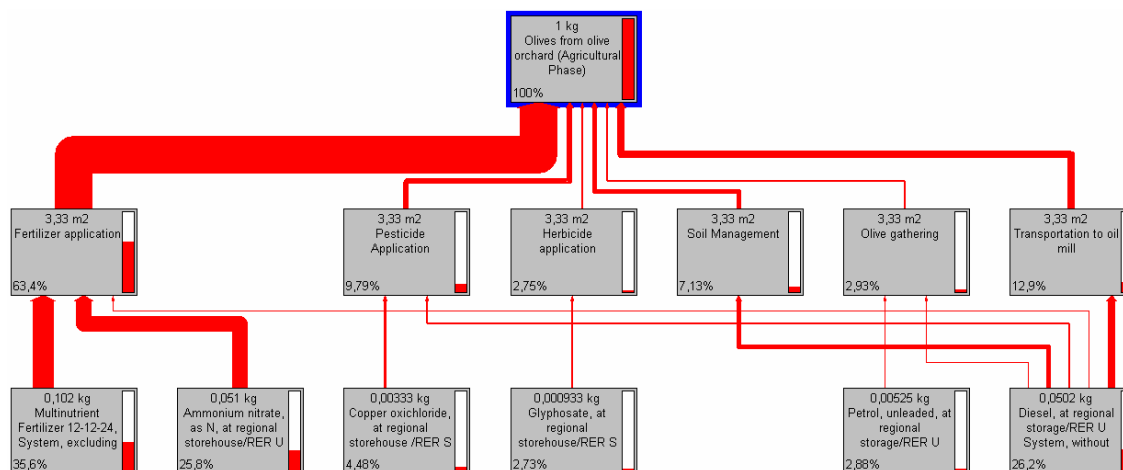 1 kg
Olives from olive
orchard (Agricultural
Phase)
100%
3,33 m2
Fertilizer application
63,4%
3,33 m2
Pesticide
Application
9,79%
3,33 m2
Herbicide
application
2,75%
3,33 m2
Soil Management
7,13%
3,33 m2
Olive gathering
2,93%
3,33 m2
Transportation to oil
mill
12,9%
0,102 kg
Multinutrient
Fertilizer 12-12-24,
System, excluding
35,6%
0,051 kg
Ammonium nitrate,
as N, at regional
storehouse/RER U
25,8%
0,00333 kg
Copper oxichloride,
at regional
storehouse /RER S
4,48%
0,000933 kg
Glyphosate, at
regional
storehouse/RER S
2,73%
0,00525 kg
Petrol, unleaded, at
regional
storage/RER U
2,88%
0,0502 kg
Diesel, at regional
storage/RER U
System, without
26,2%